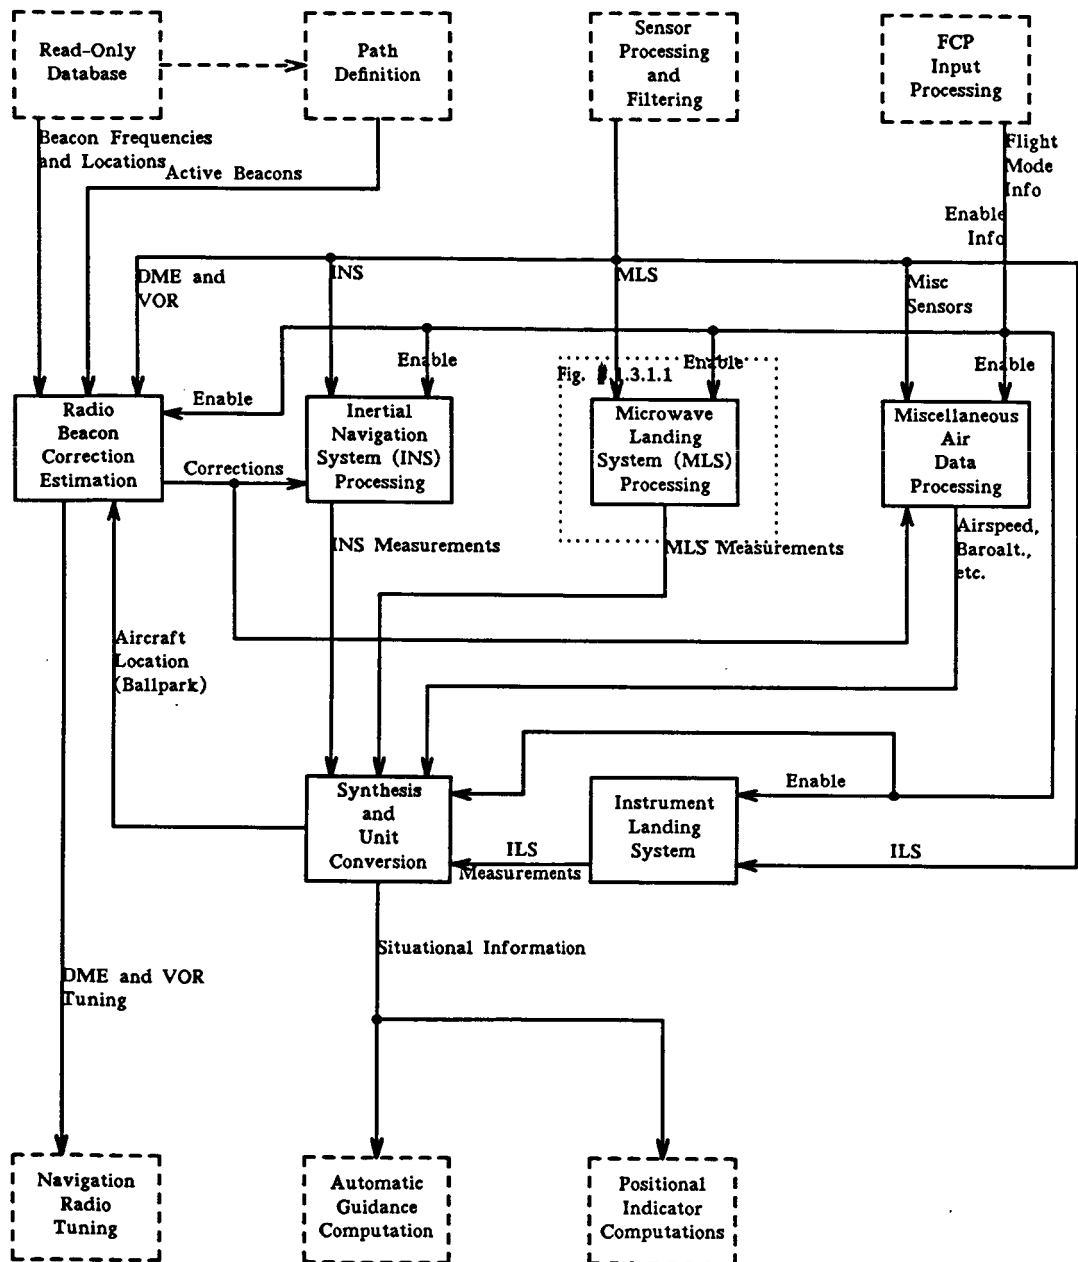 Read-Only
Database
Path
Definition
Sensor
Processing
and
Filtering
FCP
Input
Processing
Beacon Frequencies
and Locations
Active Beacons
Flight
Mode
Info
Enable
Info
DME and
VOR
INS
MLS
Misc
Sensors
Enable
Enable
Enable
Enable
Fig. .3.1.1
Radio
Beacon
Correction
Estimation
Corrections
Inertial
Navigation
System (INS)
Processing
Microwave
Landing
System (MLS)
Processing
Miscellaneous
Air
Data
Processing
INS Measurements
MLS Measurements
Airspeed,
Baroalt.,
etc.
Aircraft
Location
(Ballpark)
Synthesis
and
Unit
Conversion
Enable
Instrument
Landing
System
ILS
Measurements
ILS
Situational Information
DME and VOR
Tuning
Navigation
Radio
Tuning
Automatic
Guidance
Computation
Positional
Indicator
Computations